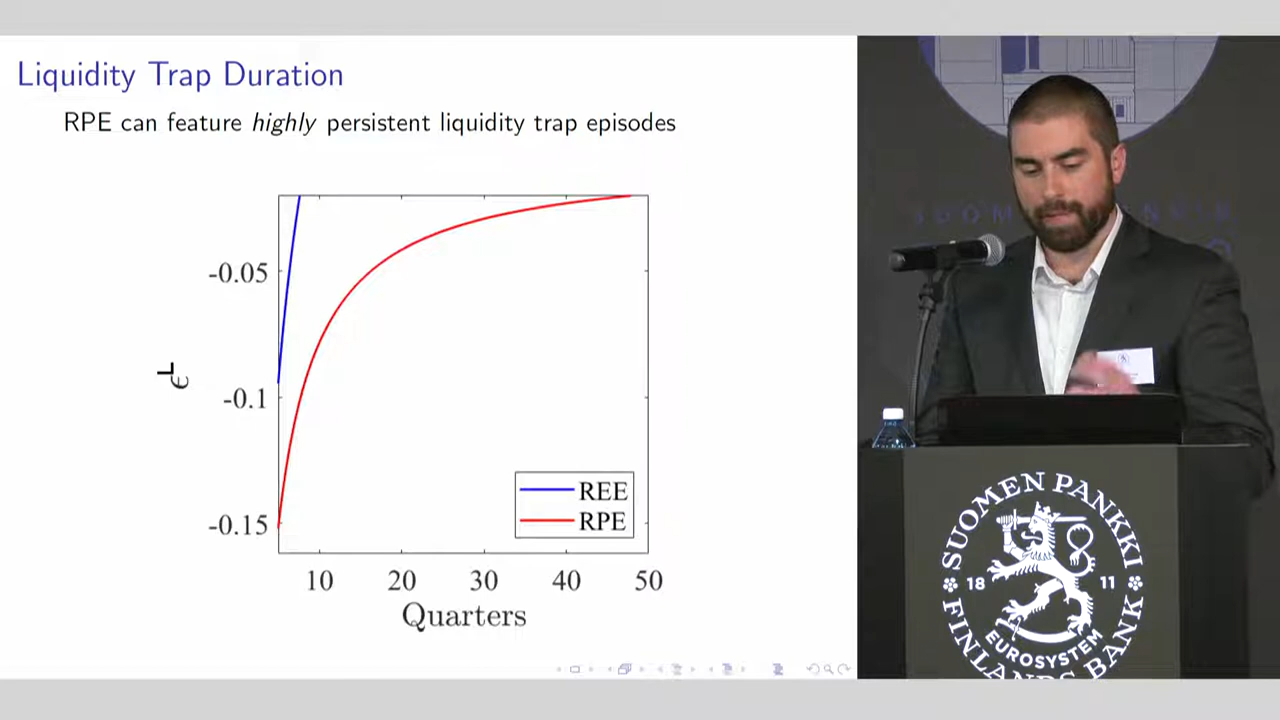 Liquidity Trap Duration
RPE can feature highly persistent liquidity trap episodes
-0.05
-0.1
-0.15
ϵL
REE
RPE
10 20 30 40 50
Quarters
SUOMEN PANKKI
18 11
EUROSYSTEM
FINLANDS BANK